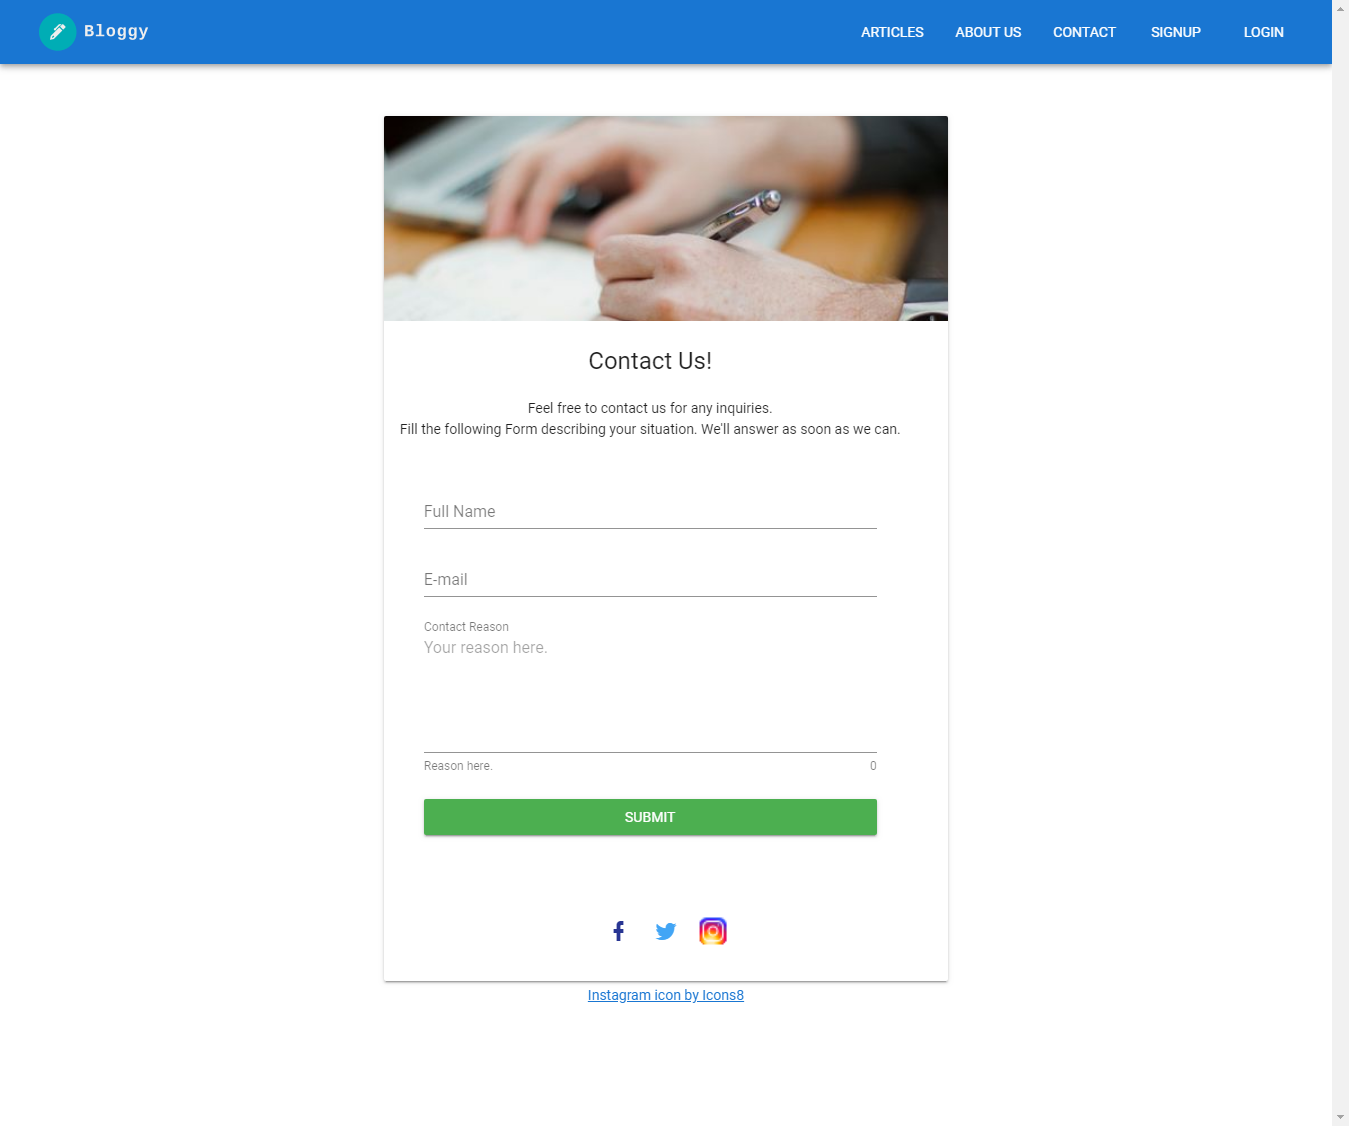 Bloggy
ARTICLES ABOUT US CONTACT SIGNUP LOGIN
Contact Us!
Feel free to contact us for any inquiries.
Fill the following Form describing your situation. We'll answer as soon as we can.
Full Name
E-mail
Contact Reason
Your reason here.
Reason here. 0
SUBMIT
Instagram icon by Icons8